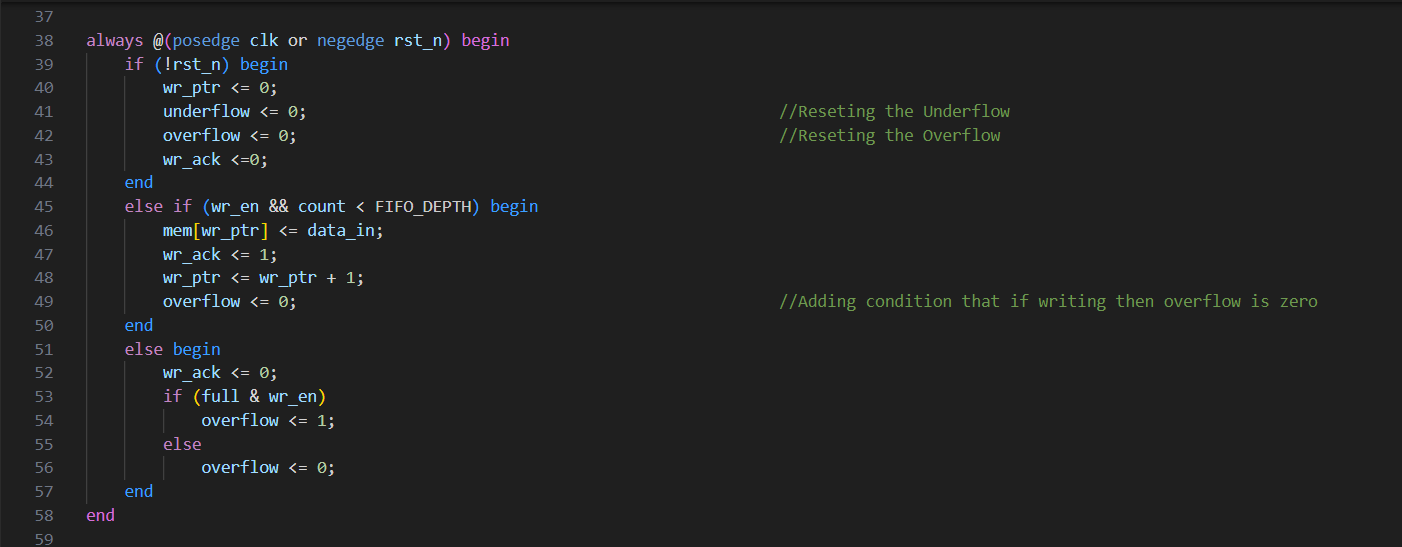 37
38 always @(posedge clk or negedge rst_n) begin
39 if (!rst_n) begin
40 wr_ptr <= 0;
41 underflow <= 0; //Reseting the Underflow
42 overflow <= 0; //Reseting the Overflow
43 wr_ack <=0;
44 end
45 else if (wr_en && count < FIFO_DEPTH) begin
46 mem[wr_ptr] <= data_in;
47 wr_ack <= 1;
48 wr_ptr <= wr_ptr + 1;
49 overflow <= 0; //Adding condition that if writing then overflow is zero
50 end
51 else begin
52 wr_ack <= 0;
53 if (full & wr_en)
54 overflow <= 1;
55 else
56 overflow <= 0;
57 end
58 end
59